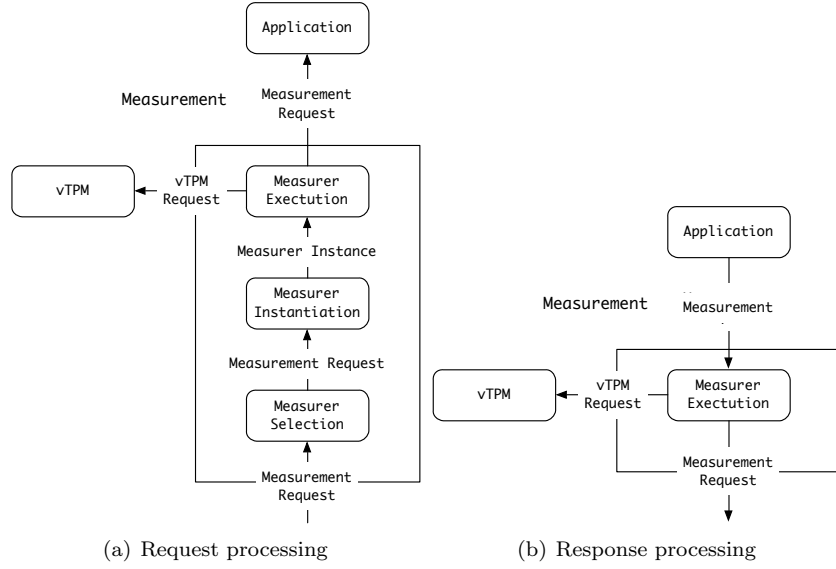 Application
Measurement
Measurement
Request
vTPM
vTPM
Request
Measurer
Exectution
Measurer Instance
Measurer
Instantiation
Measurement Request
Measurer
Selection
Measurement
Request
(a) Request processing
Application
Measurement
Measurement
vTPM
vTPM
Request
Measurer
Exectution
Measurement
Request
(b) Response processing